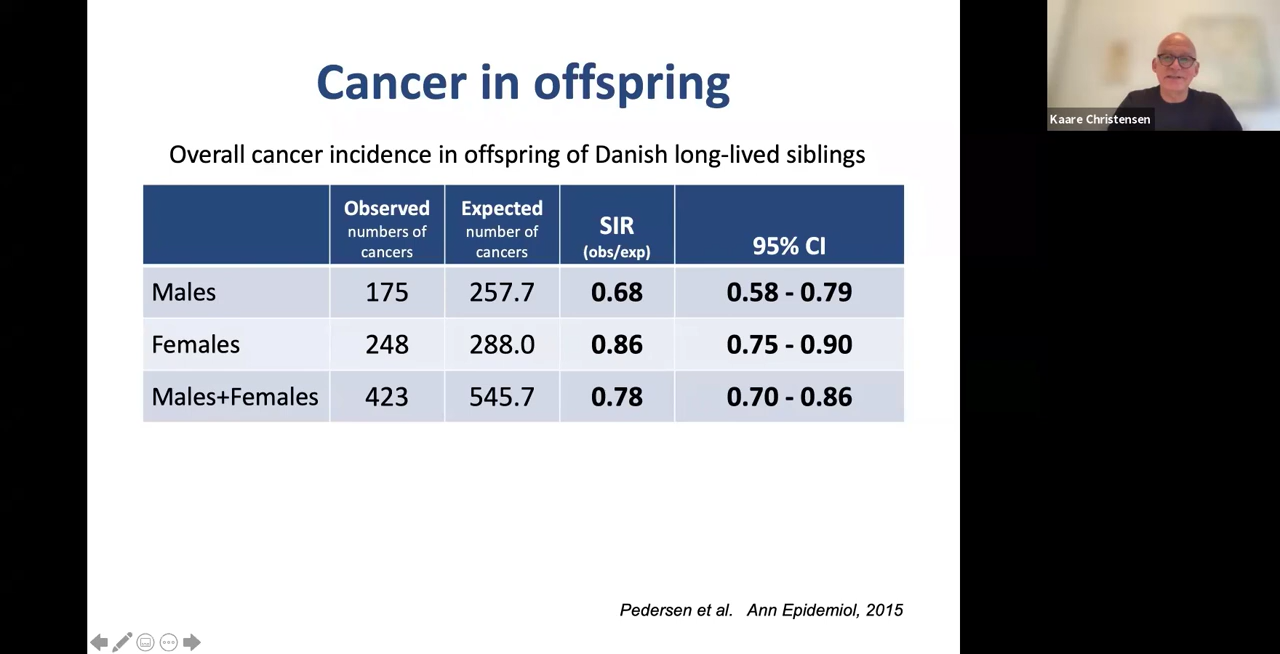 Cancer in offspring
Overall cancer incidence in offspring of Danish long-lived siblings
Observed numbers of cancers Expected number of cancers SIR (obs/exp) 95% CI
Males 175 257.7 0.68 0.58 - 0.79
Females 248 288.0 0.86 0.75 - 0.90
Males+Females 423 545.7 0.78 0.70 - 0.86
Pedersen et al. Ann Epidemiol, 2015
Kaare Christensen